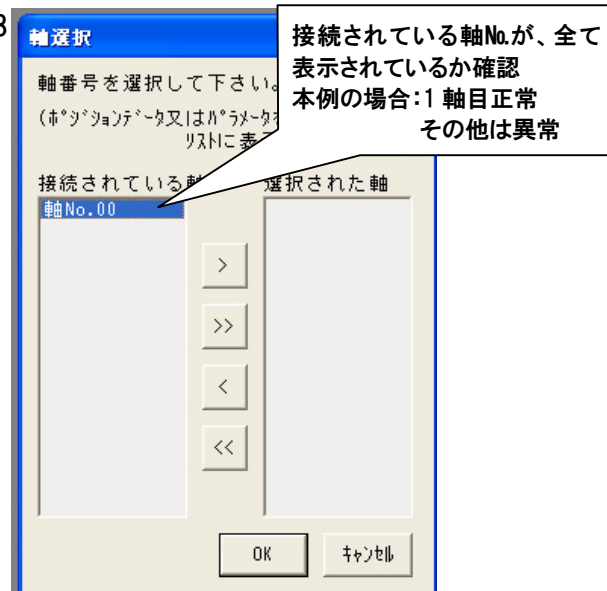 3
軸選択
接続されている軸№が、全て
表示されているか確認
本例の場合：1 軸目正常
その他は異常
軸番号を選択して下さい。
(ﾎﾟｼﾞｼｮﾝﾃﾞｰﾀ又はﾊﾟﾗﾒｰﾀを
ﾘｽﾄに表
接続されている軸
選択された軸
軸No.00
>
>>
<
<<
OK
ｷｬﾝｾﾙ